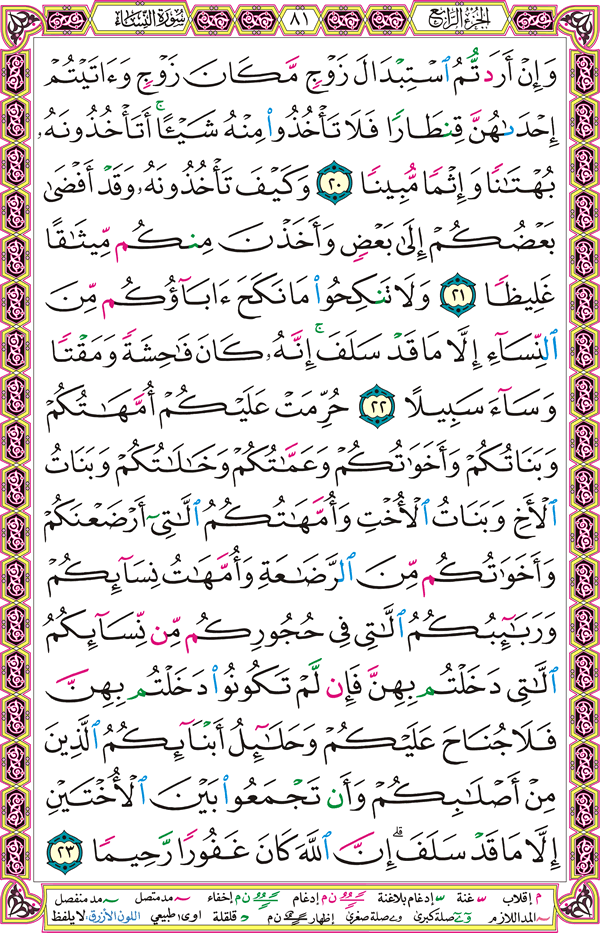 الجزء الرابع ٨١ سورة النساء
وَإِنْ أَرَدتُّمُ ٱسْتِبْدَالَ زَوْجٍ مَّكَانَ زَوْجٍ وَءَاتَيْتُمْ
إِحْدَىٰهُنَّ قِنطَارًا فَلَا تَأْخُذُوا۟ مِنْهُ شَيْـًٔا ۚ أَتَأْخُذُونَهُۥ
بُهْتَـٰنًا وَإِثْمًا مُّبِينًا ٢٠ وَكَيْفَ تَأْخُذُونَهُۥ وَقَدْ أَفْضَىٰ
بَعْضُكُمْ إِلَىٰ بَعْضٍ وَأَخَذْنَ مِنكُم مِّيثَـٰقًا
غَلِيظًا ٢١ وَلَا تَنكِحُوا۟ مَا نَكَحَ ءَابَآؤُكُم مِّنَ
ٱلنِّسَآءِ إِلَّا مَا قَدْ سَلَفَ ۚ إِنَّهُۥ كَانَ فَـٰحِشَةً وَمَقْتًا
وَسَآءَ سَبِيلًا ٢٢ حُرِّمَتْ عَلَيْكُمْ أُمَّهَـٰتُكُمْ
وَبَنَاتُكُمْ وَأَخَوَٰتُكُمْ وَعَمَّـٰتُكُمْ وَخَـٰلَـٰتُكُمْ وَبَنَاتُ
ٱلْأَخِ وَبَنَاتُ ٱلْأُخْتِ وَأُمَّهَـٰتُكُمُ ٱلَّـٰتِىٓ أَرْضَعْنَكُمْ
وَأَخَوَٰتُكُم مِّنَ ٱلرَّضَـٰعَةِ وَأُمَّهَـٰتُ نِسَآئِكُمْ
وَرَبَـٰٓئِبُكُمُ ٱلَّـٰتِى فِى حُجُورِكُم مِّن نِّسَآئِكُمُ
ٱلَّـٰتِى دَخَلْتُم بِهِنَّ فَإِن لَّمْ تَكُونُوا۟ دَخَلْتُم بِهِنَّ
فَلَا جُنَاحَ عَلَيْكُمْ وَحَلَـٰٓئِلُ أَبْنَآئِكُمُ ٱلَّذِينَ
مِنْ أَصْلَـٰبِكُمْ وَأَن تَجْمَعُوا۟ بَيْنَ ٱلْأُخْتَيْنِ
إِلَّا مَا قَدْ سَلَفَ ۗ إِنَّ ٱللَّهَ كَانَ غَفُورًا رَّحِيمًا ٢٣
م إقلاب غنة إدغام بلاغنة ن م إدغام ن م إخفاء مد متصل مد منفصل
المد اللازم صلة كبرى صلة صغرى إظهار ن م قلقلة ا و ى طبيعي اللون الأزرق: لا يلفظ